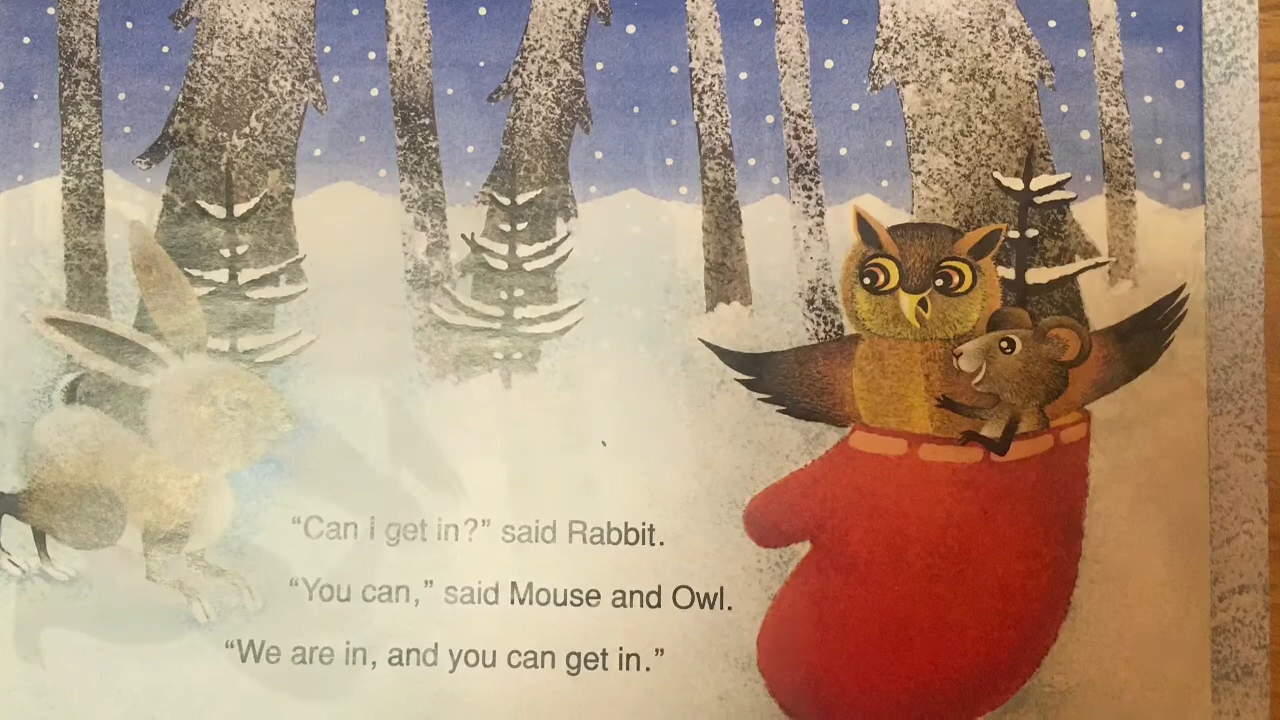 “Can I get in?” said Rabbit.
“You can,” said Mouse and Owl.
“We are in, and you can get in.”